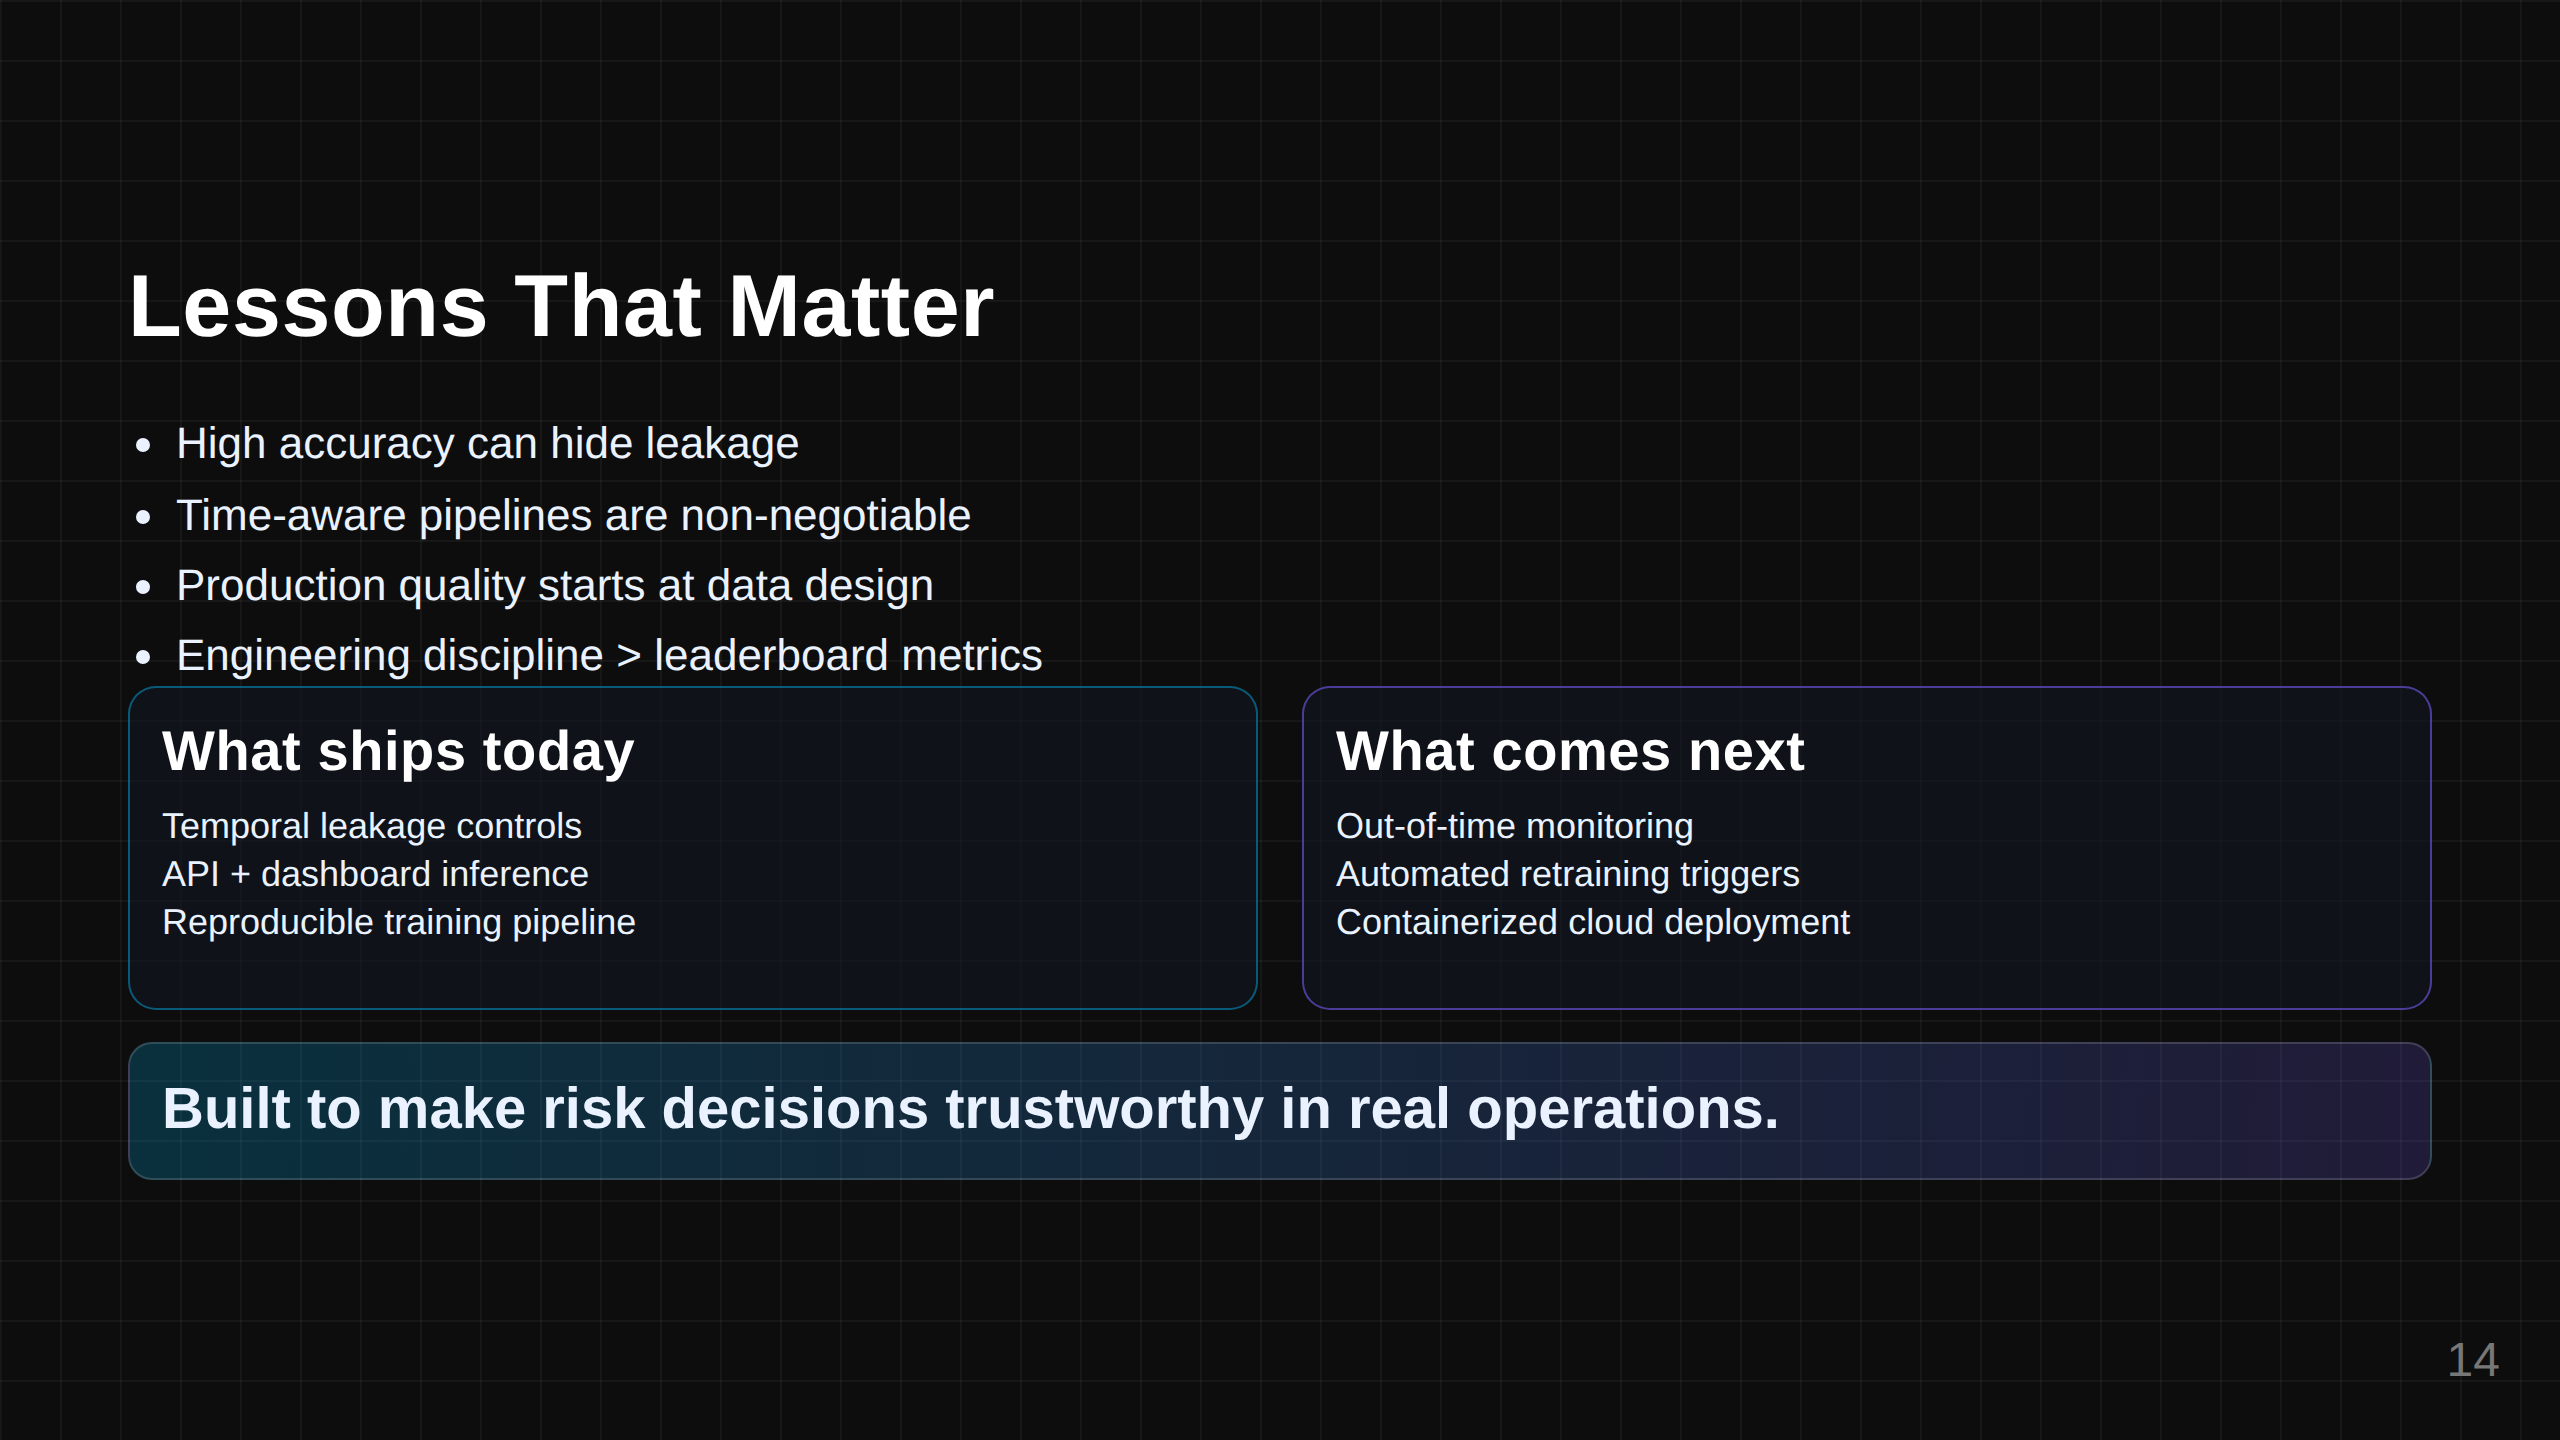 Lessons That Matter
• High accuracy can hide leakage
• Time-aware pipelines are non-negotiable
• Production quality starts at data design
• Engineering discipline > leaderboard metrics
What ships today
Temporal leakage controls
API + dashboard inference
Reproducible training pipeline
What comes next
Out-of-time monitoring
Automated retraining triggers
Containerized cloud deployment
Built to make risk decisions trustworthy in real operations.
14